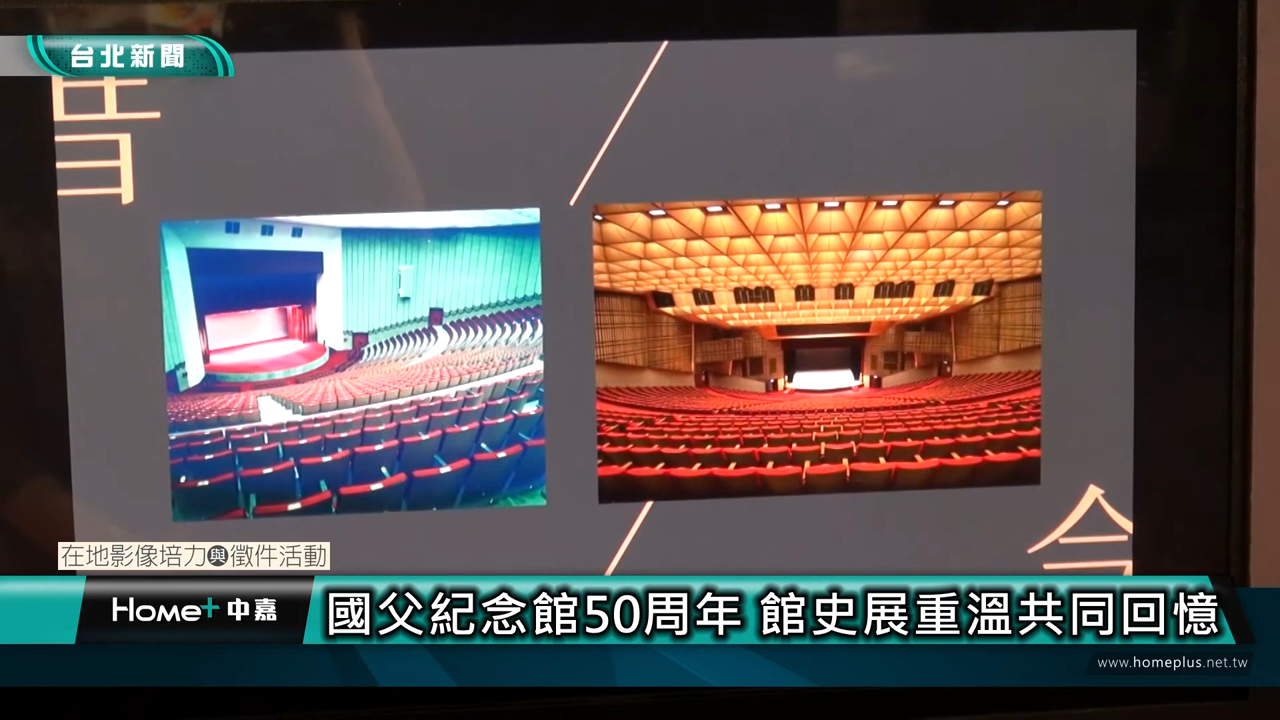 台北新聞
昔
今
在地影像培力與徵件活動
Home+中嘉
國父紀念館50周年 館史展重溫共同回憶
www.homeplus.net.tw